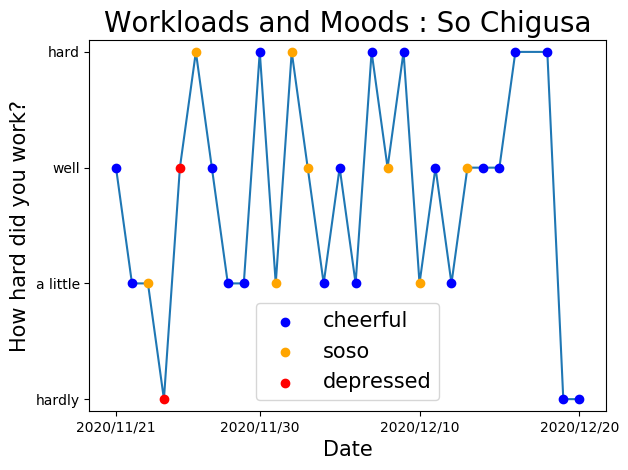 Workloads and Moods : So Chigusa
How hard did you work?
hard
well
a little
hardly
cheerful
soso
depressed
2020/11/21
2020/11/30
2020/12/10
2020/12/20
Date